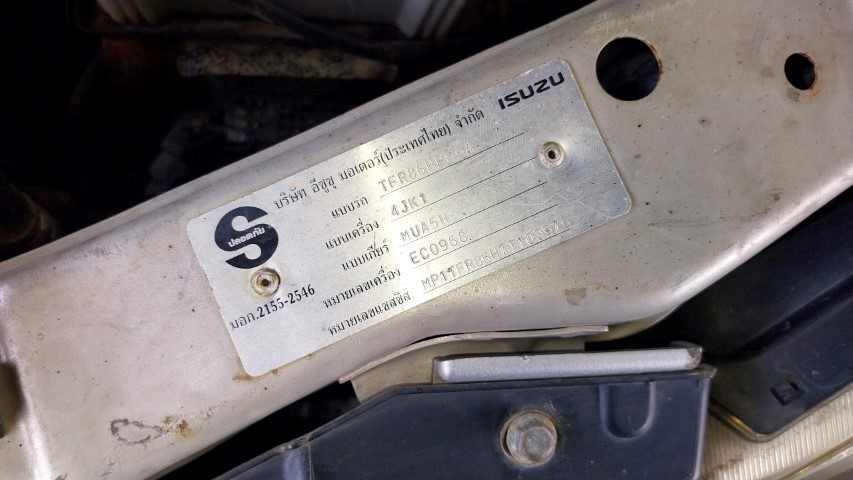 ISUZU
บริษัท อีซูซุ มอเตอร์(ประเทศไทย) จำกัด
S
ปลอดภัย
มอก.2155-2546
แบบรถ
แบบเครื่อง 4JK1
แบบเกียร์ MUA5H
หมายเลขเครื่อง EC0968
หมายเลขแชสซีส์